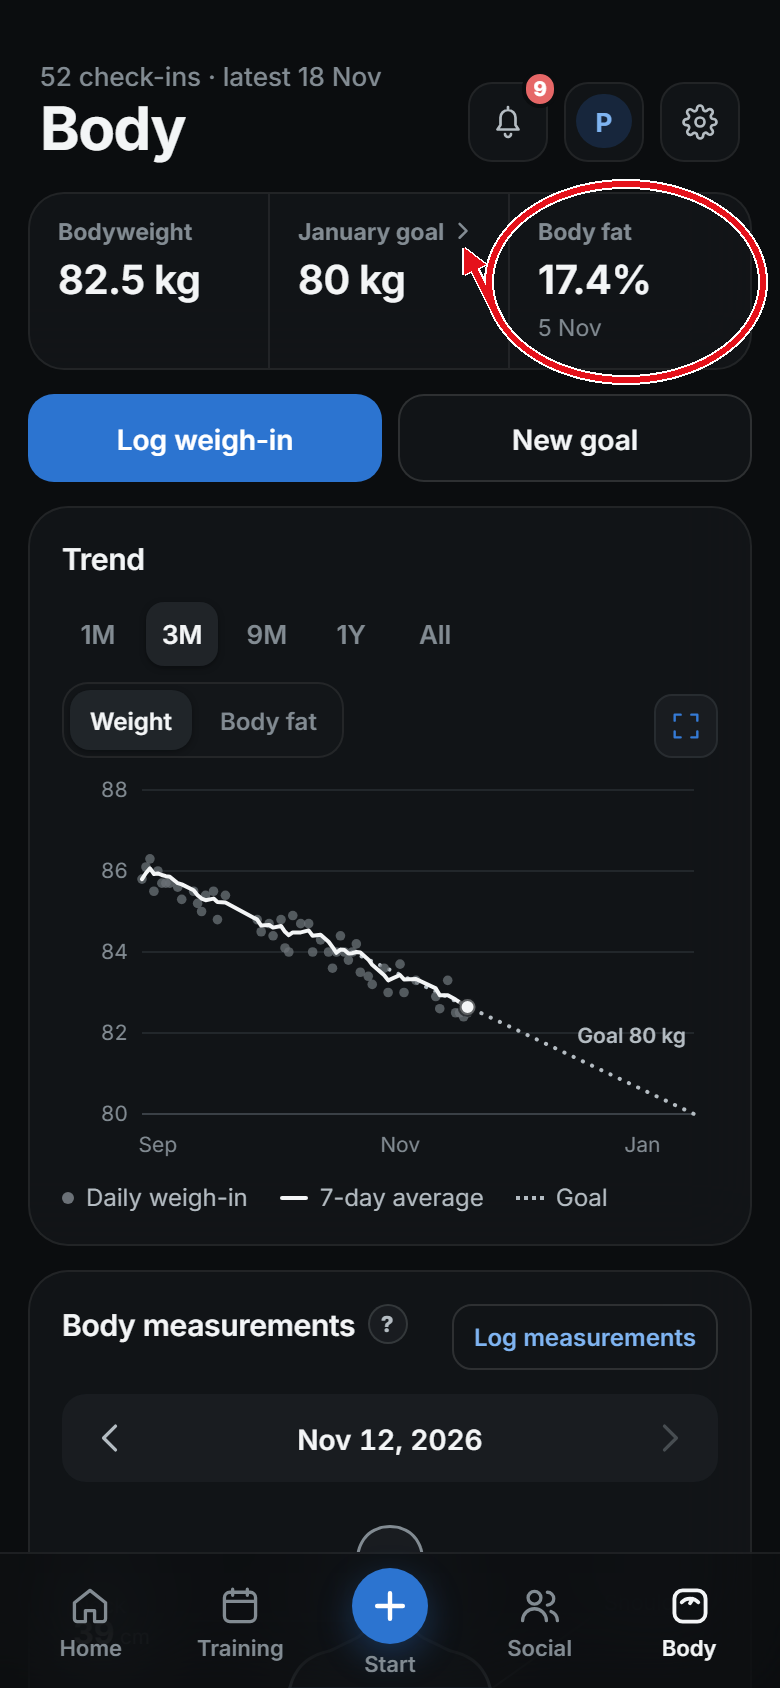 52 check-ins · latest 18 Nov
Body
9
P
Bodyweight
82.5 kg
January goal
80 kg
Body fat
17.4%
5 Nov
Log weigh-in
New goal
Trend
1M 3M 9M 1Y All
Weight Body fat
88
86
84
82
80
Goal 80 kg
Sep Nov Jan
Daily weigh-in 7-day average Goal
Body measurements ?
Log measurements
Nov 12, 2026
39 cm
Home Training Start Social Body